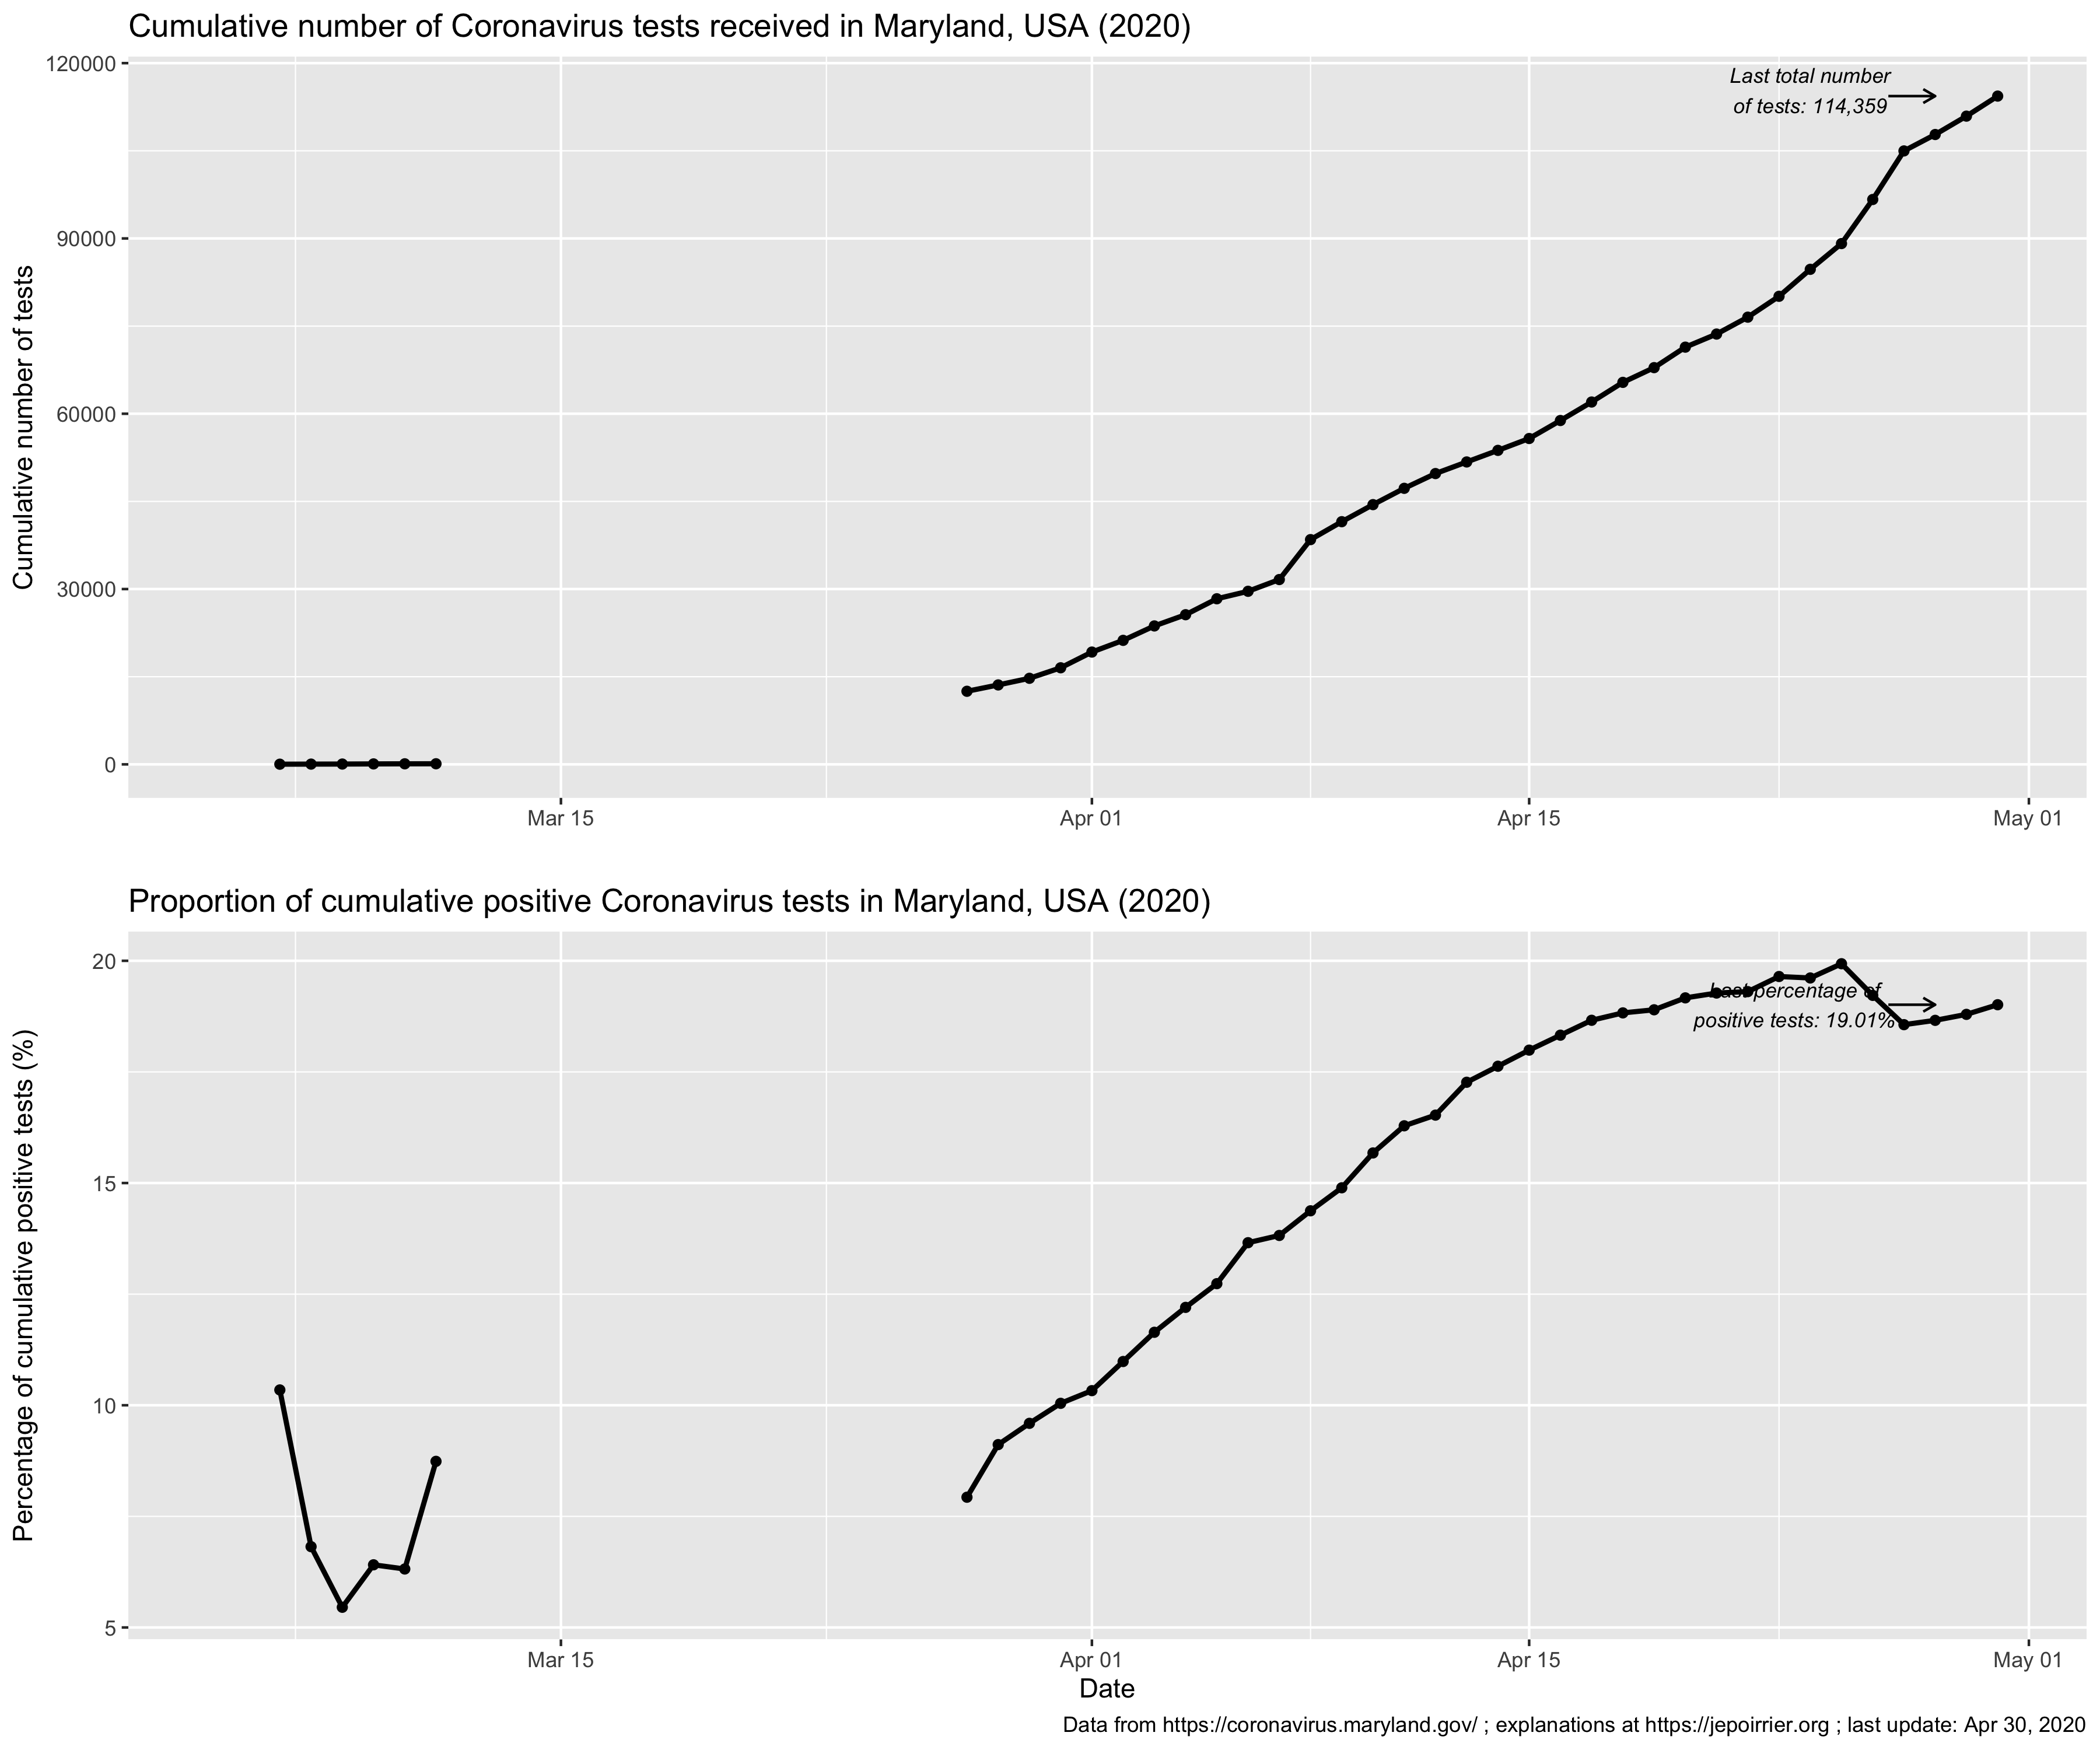 Cumulative number of Coronavirus tests received in Maryland, USA (2020)
Cumulative number of tests
120000
90000
60000
30000
0
Last total number
of tests: 114,359
Mar 15
Apr 01
Apr 15
May 01
Proportion of cumulative positive Coronavirus tests in Maryland, USA (2020)
Percentage of cumulative positive tests (%)
20
15
10
5
Last percentage of
positive tests: 19.01%
Mar 15
Apr 01
Apr 15
May 01
Date
Data from https://coronavirus.maryland.gov/ ; explanations at https://jepoirrier.org ; last update: Apr 30, 2020